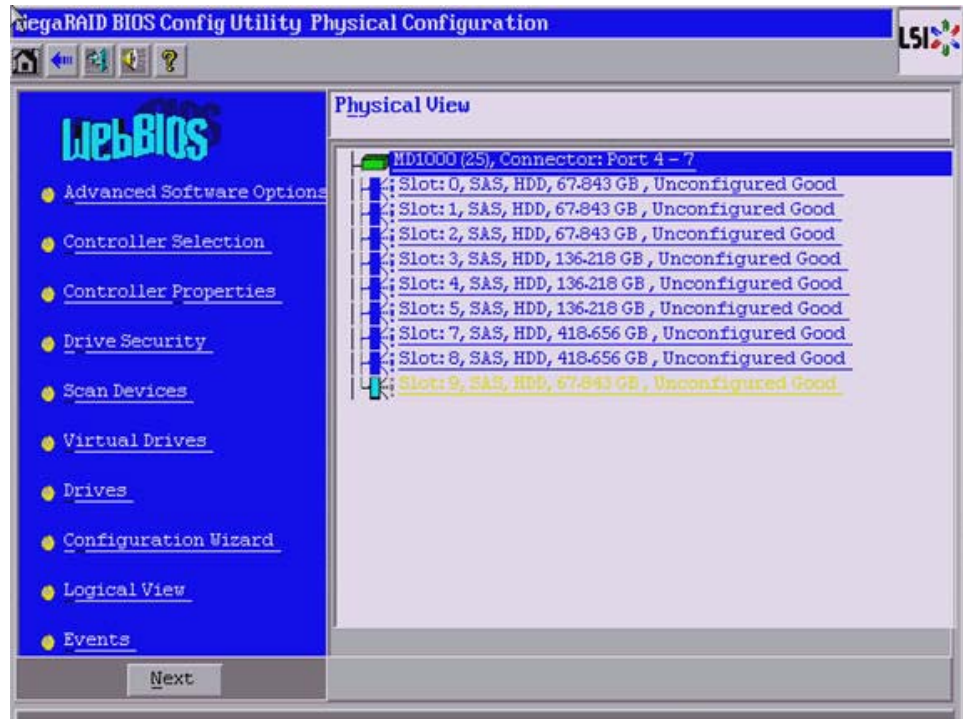 MegaRAID BIOS Config Utility Physical Configuration
LSI
WebBIOS
Advanced Software Options
Controller Selection
Controller Properties
Drive Security
Scan Devices
Virtual Drives
Drives
Configuration Wizard
Logical View
Events
Next
Physical View
MD1000 (25), Connector: Port 4 - 7
Slot: 0, SAS, HDD, 67.843 GB , Unconfigured Good
Slot: 1, SAS, HDD, 67.843 GB , Unconfigured Good
Slot: 2, SAS, HDD, 67.843 GB , Unconfigured Good
Slot: 3, SAS, HDD, 136.218 GB , Unconfigured Good
Slot: 4, SAS, HDD, 136.218 GB , Unconfigured Good
Slot: 5, SAS, HDD, 136.218 GB , Unconfigured Good
Slot: 7, SAS, HDD, 418.656 GB , Unconfigured Good
Slot: 8, SAS, HDD, 418.656 GB , Unconfigured Good
Slot: 9, SAS, HDD, 67.843 GB , Unconfigured Good